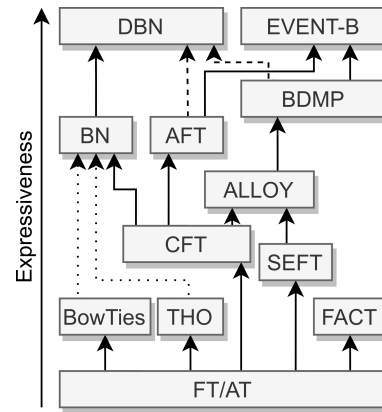 DBN
EVENT-B
BDMP
BN
AFT
ALLOY
CFT
SEFT
BowTies
THO
FACT
FT/AT
Expressiveness